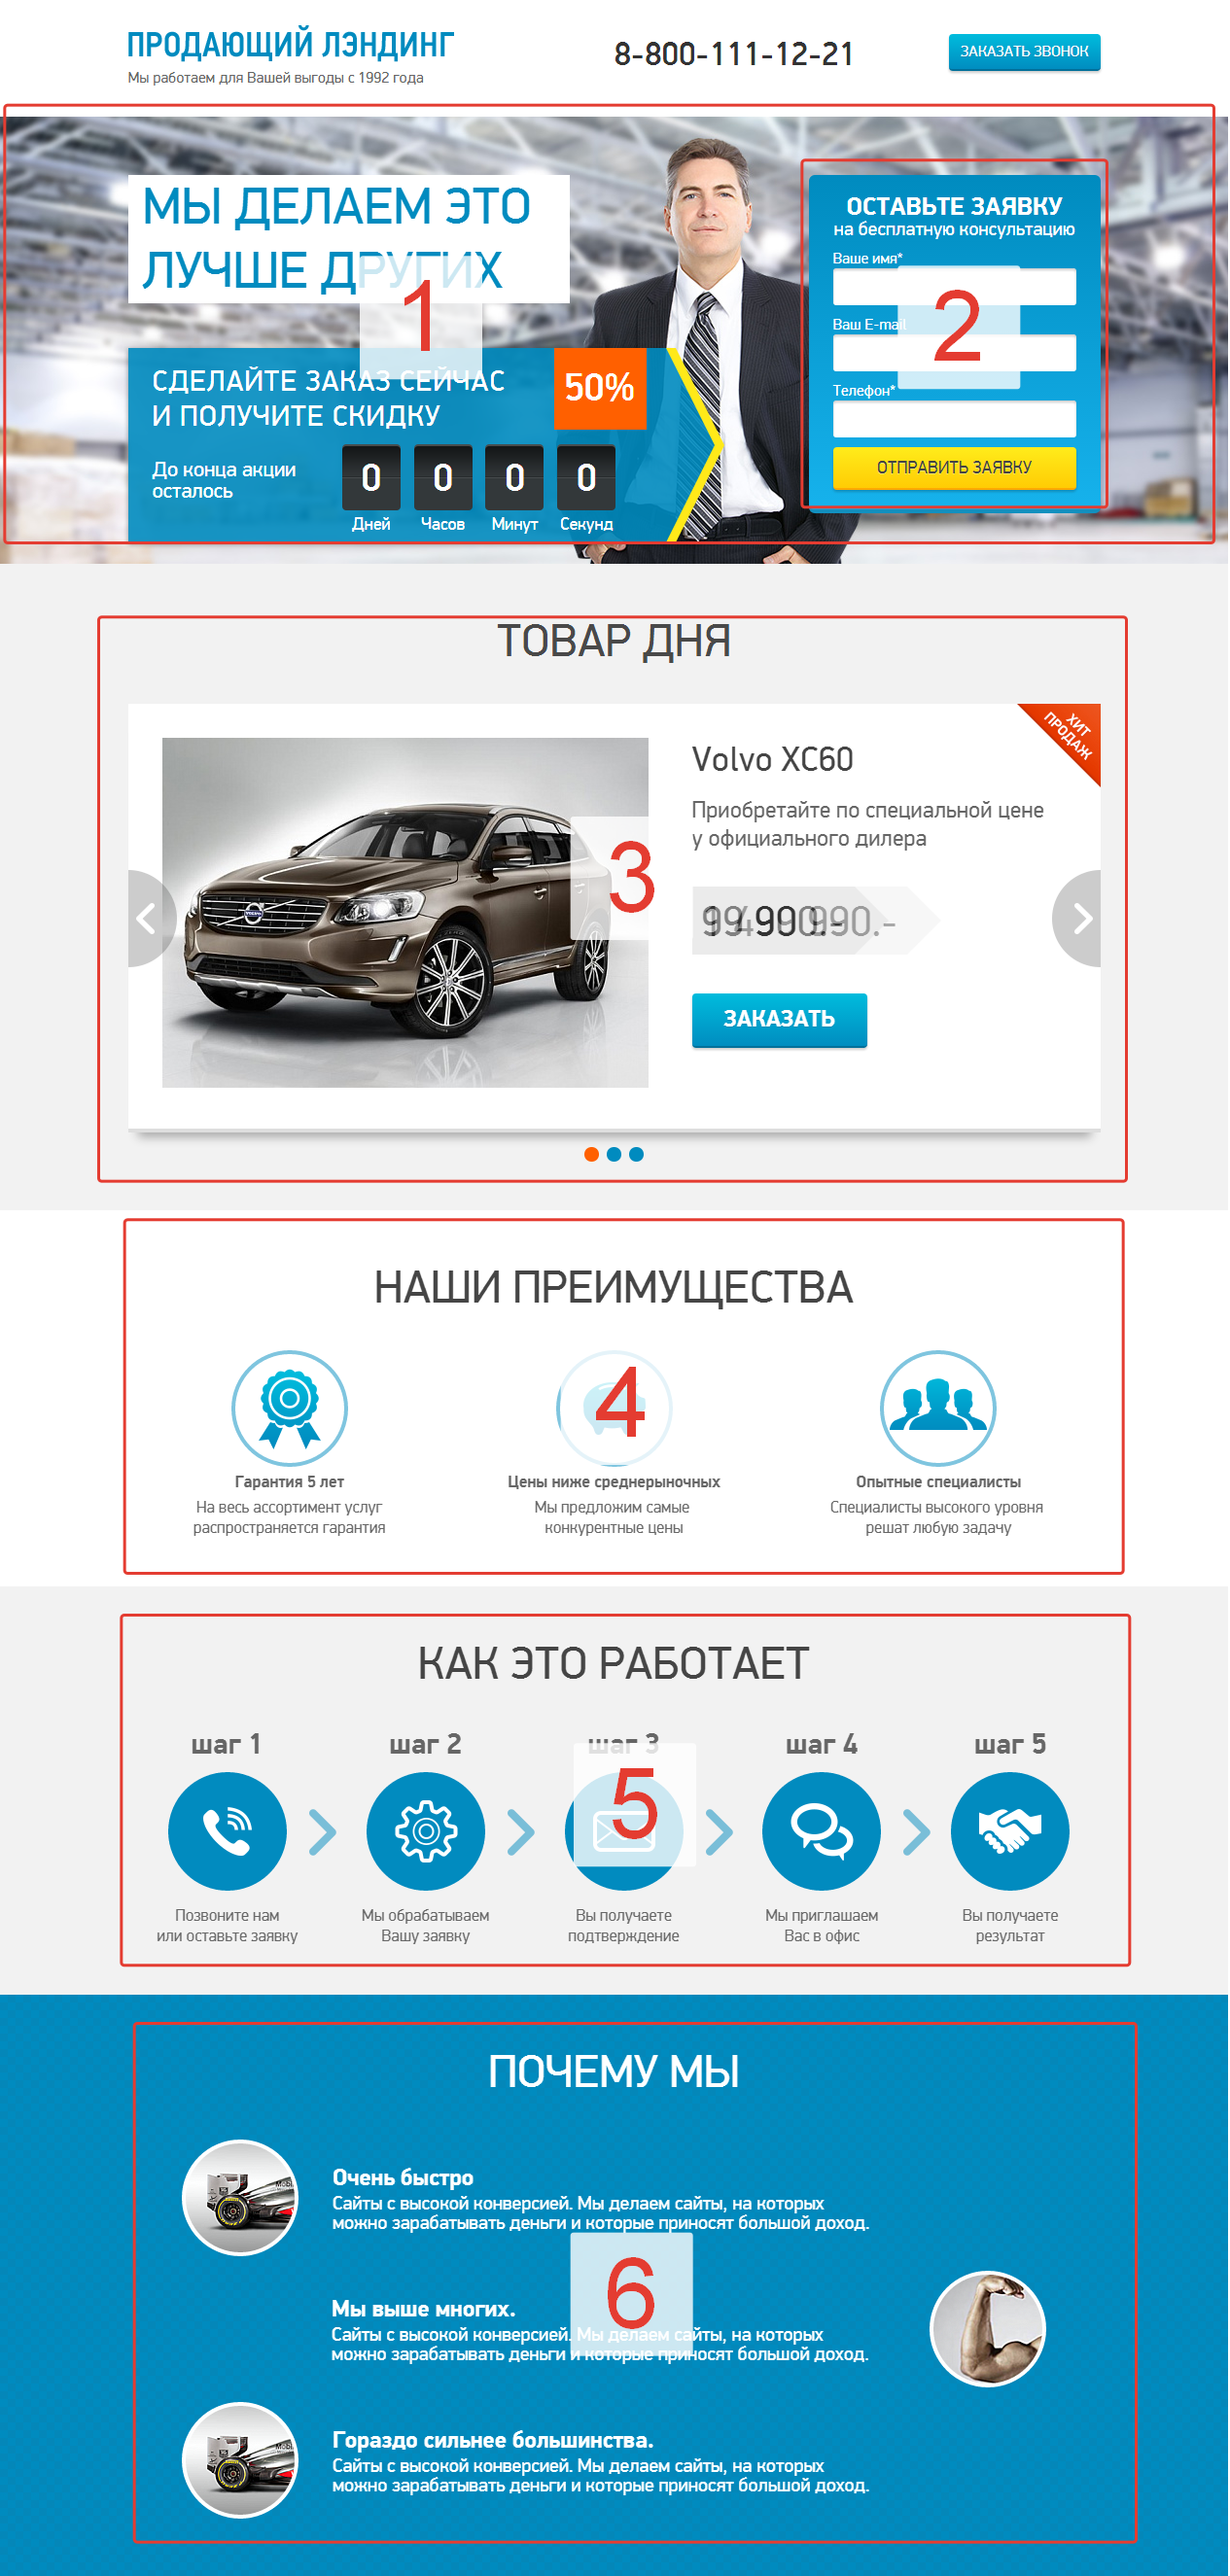 ПРОДАЮЩИЙ ЛЭНДИНГ
Мы работаем для Вашей выгоды с 1992 года
8-800-111-12-21
ЗАКАЗАТЬ ЗВОНОК
МЫ ДЕЛАЕМ ЭТО
ЛУЧШЕ ДРУГИХ
1
СДЕЛАЙТЕ ЗАКАЗ СЕЙЧАС
И ПОЛУЧИТЕ СКИДКУ
50%
До конца акции
осталось
0 0 0 0
Дней Часов Минут Секунд
ОСТАВЬТЕ ЗАЯВКУ
на бесплатную консультацию
Ваше имя*
2
Ваш E-mail
Телефон*
ОТПРАВИТЬ ЗАЯВКУ
ТОВАР ДНЯ
ХИТ
ПРОДАЖ
Volvo XC60
Приобретайте по специальной цене
у официального дилера
3
ЗАКАЗАТЬ
НАШИ ПРЕИМУЩЕСТВА
4
Гарантия 5 лет
На весь ассортимент услуг
распространяется гарантия
Цены ниже среднерыночных
Мы предложим самые
конкурентные цены
Опытные специалисты
Специалисты высокого уровня
решат любую задачу
КАК ЭТО РАБОТАЕТ
шаг 1
шаг 2
шаг 3
шаг 4
шаг 5
5
Позвоните нам
или оставьте заявку
Мы обрабатываем
Вашу заявку
Вы получаете
подтверждение
Мы приглашаем
Вас в офис
Вы получаете
результат
ПОЧЕМУ МЫ
Очень быстро
Сайты с высокой конверсией. Мы делаем сайты, на которых
можно зарабатывать деньги и которые приносят большой доход.
6
Мы выше многих.
Сайты с высокой конверсией. Мы делаем сайты, на которых
можно зарабатывать деньги и которые приносят большой доход.
Гораздо сильнее большинства.
Сайты с высокой конверсией. Мы делаем сайты, на которых
можно зарабатывать деньги и которые приносят большой доход.